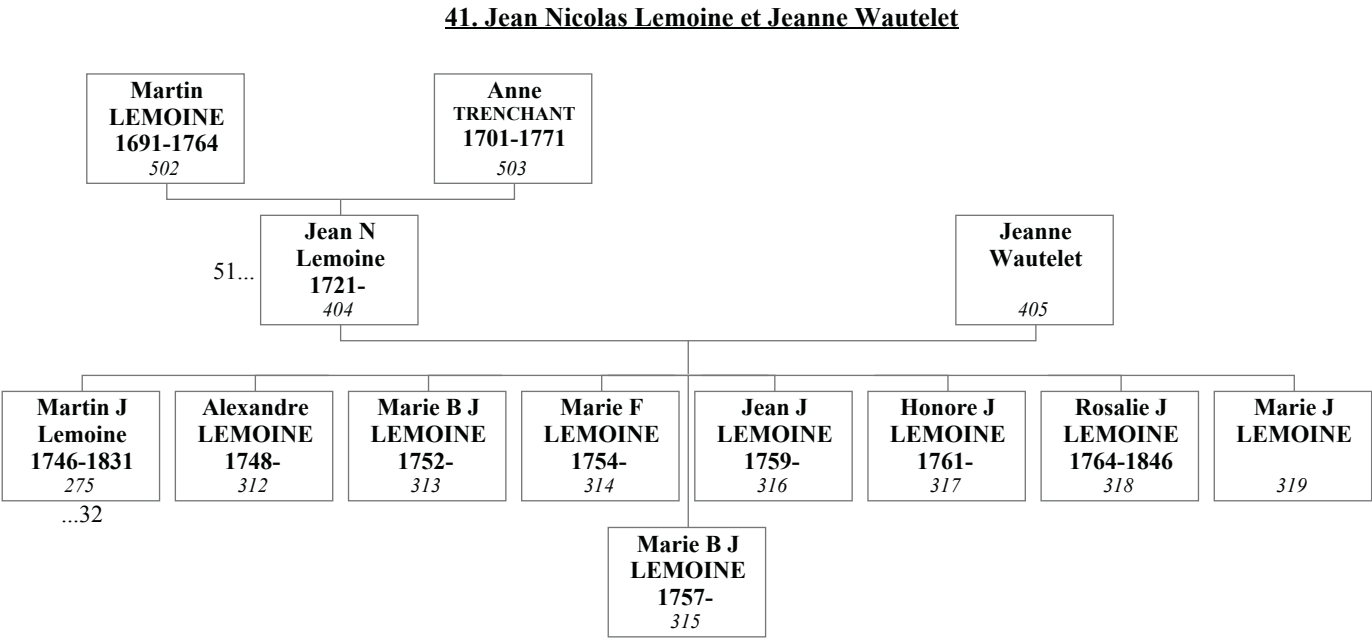 41. Jean Nicolas Lemoine et Jeanne Wautelet
Martin
LEMOINE
1691-1764
502
Anne
TRENCHANT
1701-1771
503
51...
Jean N
Lemoine
1721-
404
Jeanne
Wautelet
405
Martin J
Lemoine
1746-1831
275
...32
Alexandre
LEMOINE
1748-
312
Marie B J
LEMOINE
1752-
313
Marie F
LEMOINE
1754-
314
Jean J
LEMOINE
1759-
316
Honore J
LEMOINE
1761-
317
Rosalie J
LEMOINE
1764-1846
318
Marie J
LEMOINE
319
Marie B J
LEMOINE
1757-
315